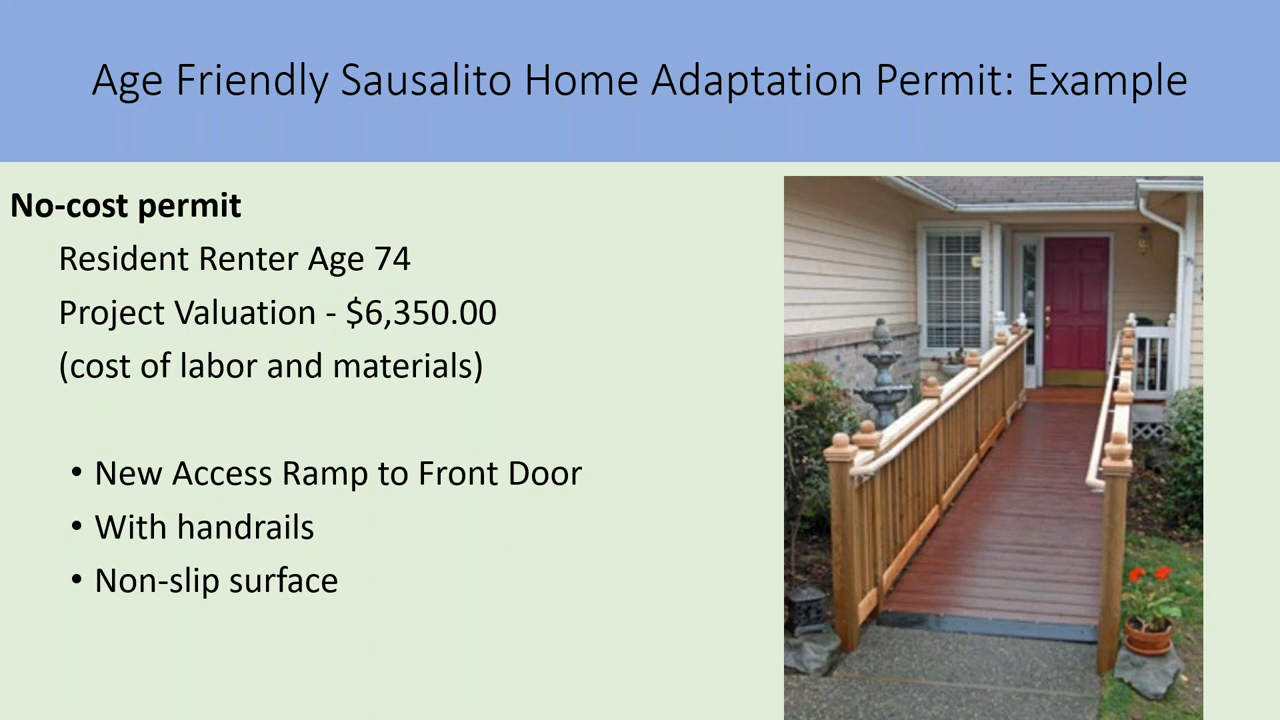 Age Friendly Sausalito Home Adaptation Permit: Example
No-cost permit
Resident Renter Age 74
Project Valuation - $6,350.00
(cost of labor and materials)
• New Access Ramp to Front Door
• With handrails
• Non-slip surface